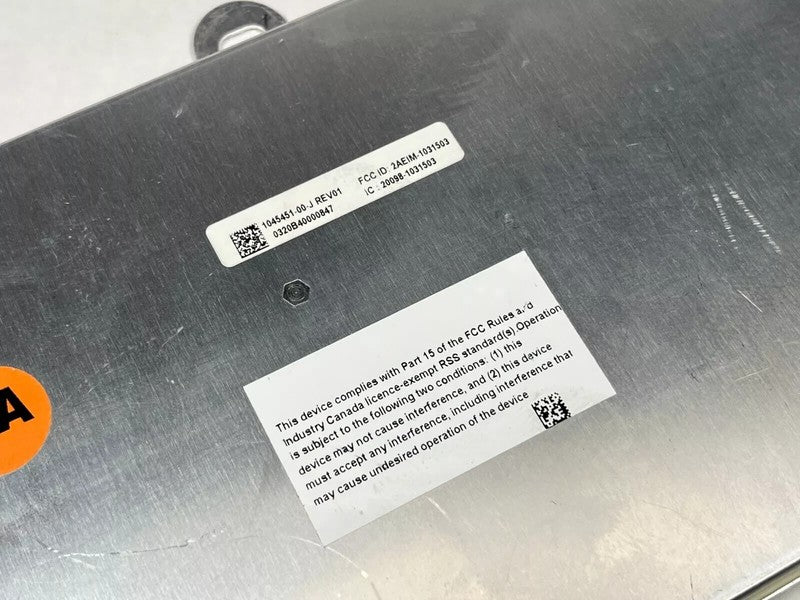 1045451-00-J REV01 FCC ID: 2AEIM-1031503
0320B40000847 IC : 20098-1031503
This device complies with Part 15 of the FCC Rules and
Industry Canada licence-exempt RSS standard(s).Operation
is subject to the following two conditions: (1) this
device may not cause interference, and (2) this device
must accept any interference, including interference that
may cause undesired operation of the device
A